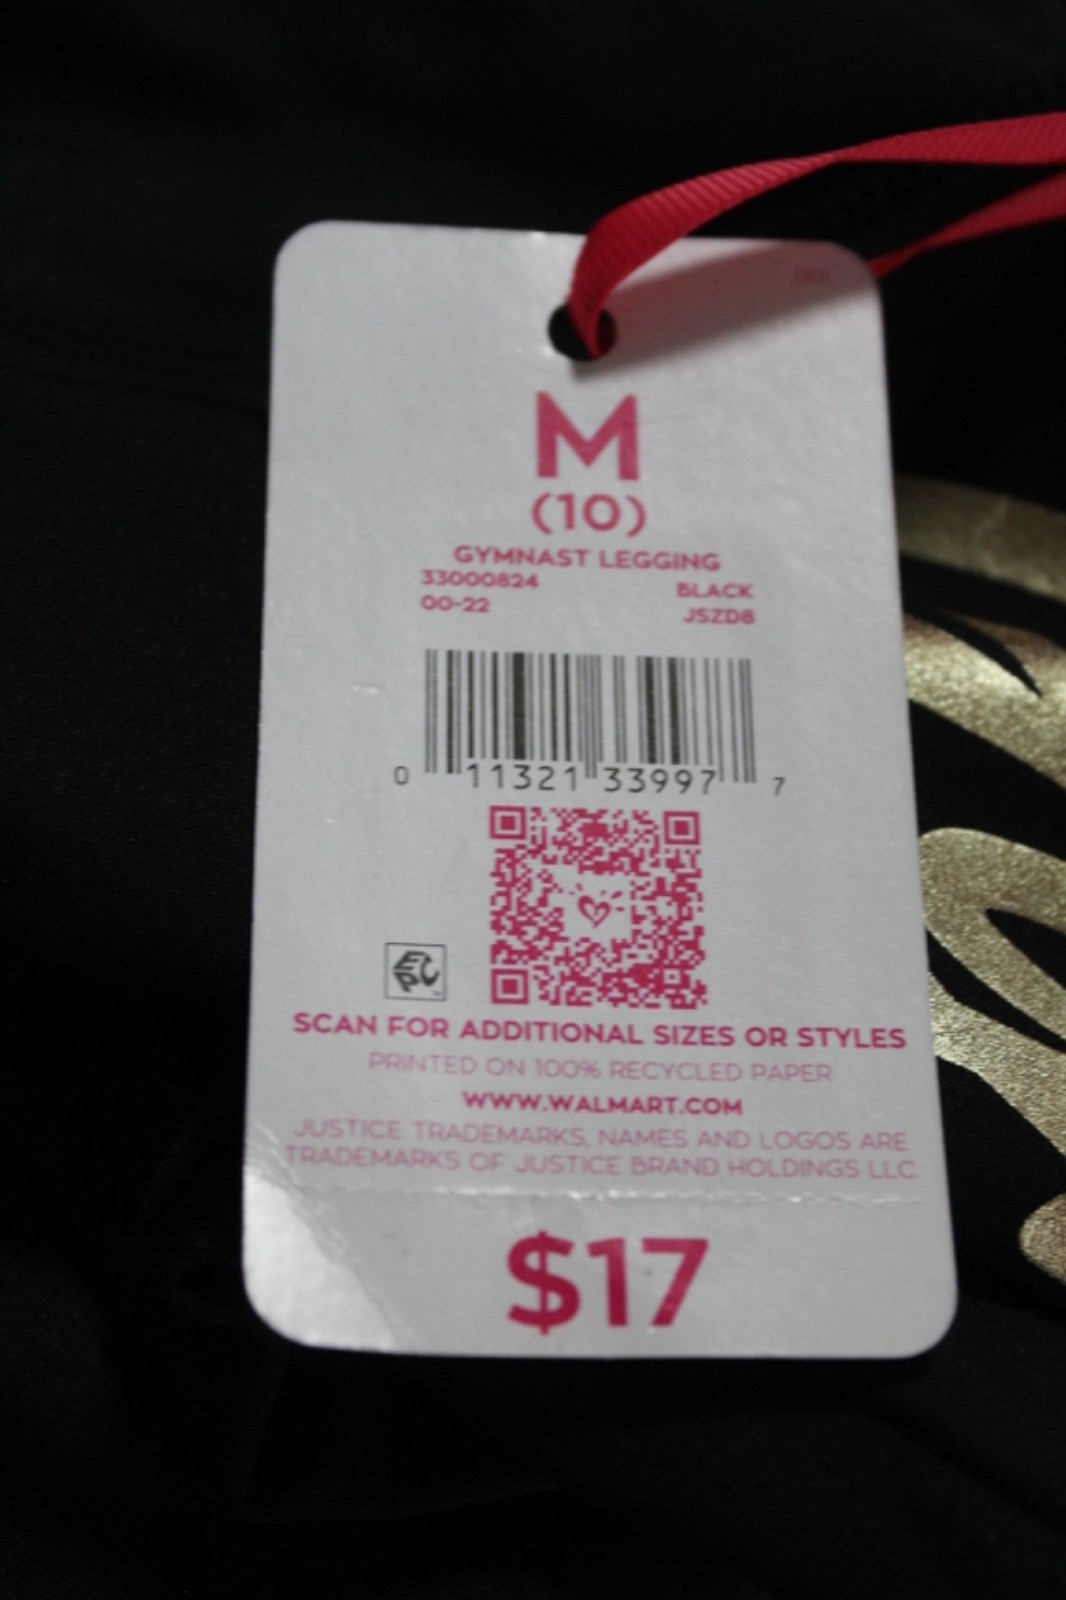 M
(10)
GYMNAST LEGGING
33000824 BLACK
00-22 JSZD8
0 11321 33997 7
EPC
SCAN FOR ADDITIONAL SIZES OR STYLES
PRINTED ON 100% RECYCLED PAPER
WWW.WALMART.COM
JUSTICE TRADEMARKS, NAMES AND LOGOS ARE
TRADEMARKS OF JUSTICE BRAND HOLDINGS LLC.
$17